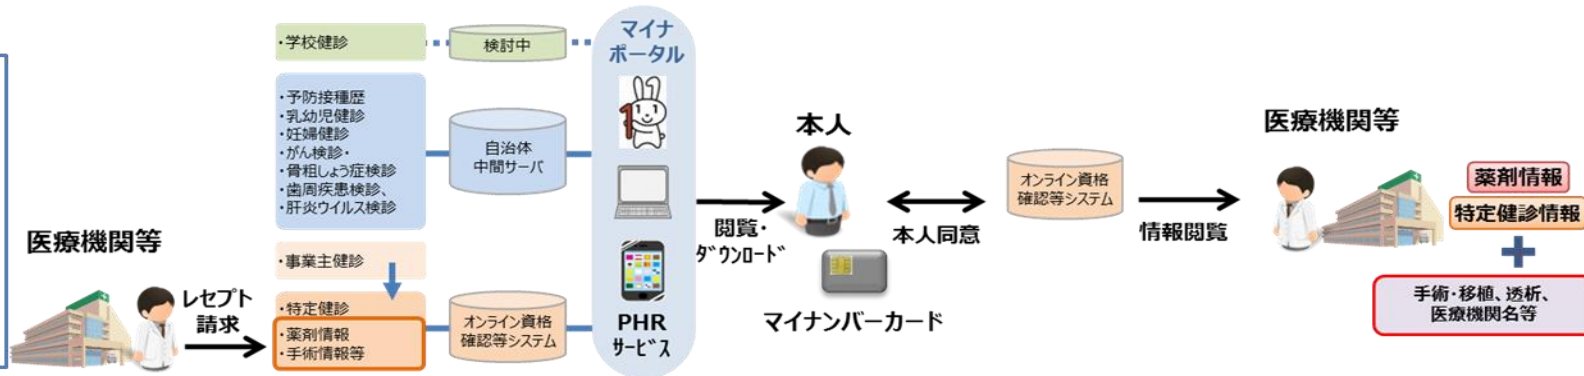 医療機関等
レセプト
請求
・学校健診
検討中
・予防接種歴
・乳幼児健診
・妊婦健診
・がん検診・
・骨粗しょう症検診
・歯周疾患検診、
・肝炎ウイルス検診
自治体
中間サーバ
・事業主健診
・特定健診
・薬剤情報
・手術情報等
オンライン資格
確認等システム
マイナ
ポータル
1
PHR
サービス
閲覧・
ダウンロード
本人
マイナンバーカード
本人同意
オンライン資格
確認等システム
情報閲覧
医療機関等
薬剤情報
特定健診情報
+
手術・移植、透析、
医療機関名等